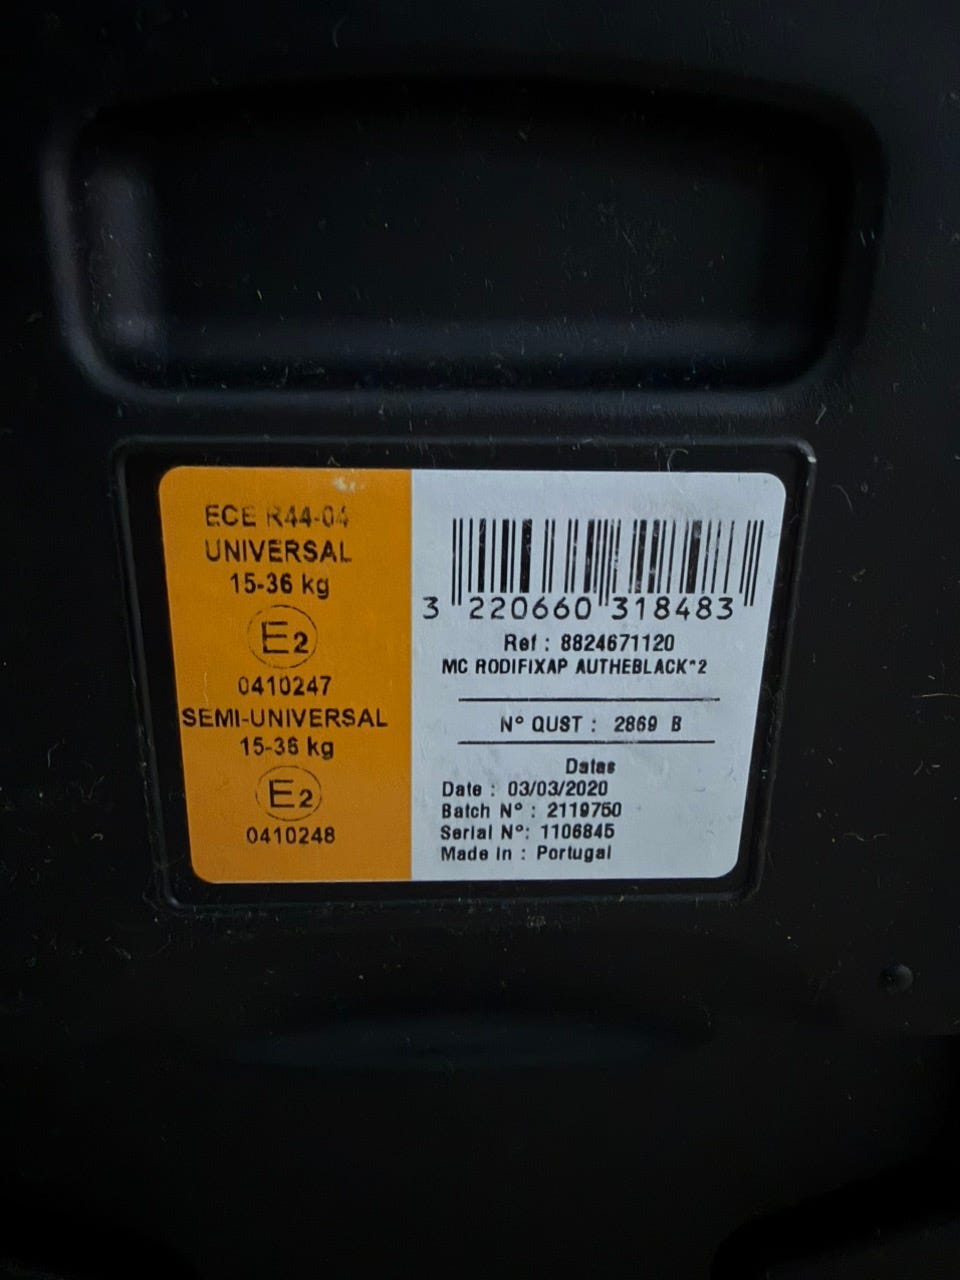 ECE R44-04
UNIVERSAL
15-36 kg
E2
0410247
SEMI-UNIVERSAL
15-36 kg
E2
0410248
3 220660 318483
Ref : 8824671120
MC RODIFIXAP AUTHEBLACK*2
N° QUST : 2869 B
Datas
Date : 03/03/2020
Batch N° : 2119750
Serial N°: 1106845
Made in : Portugal